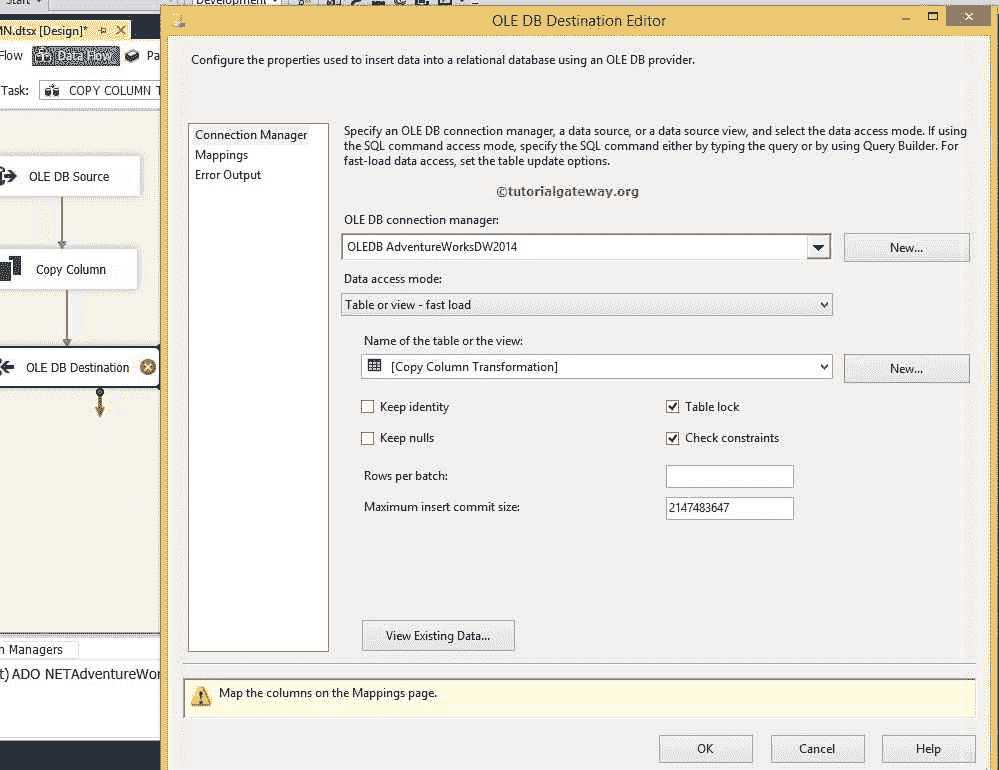 Start
Development
OLE DB Destination Editor
MN.dtsx [Design]*
Flow
Data Flow
Pa
Task:
COPY COLUMN T
OLE DB Source
Copy Column
OLE DB Destination
n Managers
t) ADO NETAdventureWor
Configure the properties used to insert data into a relational database using an OLE DB provider.
Connection Manager
Mappings
Error Output
Specify an OLE DB connection manager, a data source, or a data source view, and select the data access mode. If using
the SQL command access mode, specify the SQL command either by typing the query or by using Query Builder. For
fast-load data access, set the table update options.
©tutorialgateway.org
OLE DB connection manager:
OLEDB AdventureWorksDW2014
New...
Data access mode:
Table or view - fast load
Name of the table or the view:
[Copy Column Transformation]
New...
Keep identity
Table lock
Keep nulls
Check constraints
Rows per batch:
Maximum insert commit size:
2147483647
View Existing Data...
Map the columns on the Mappings page.
OK
Cancel
Help